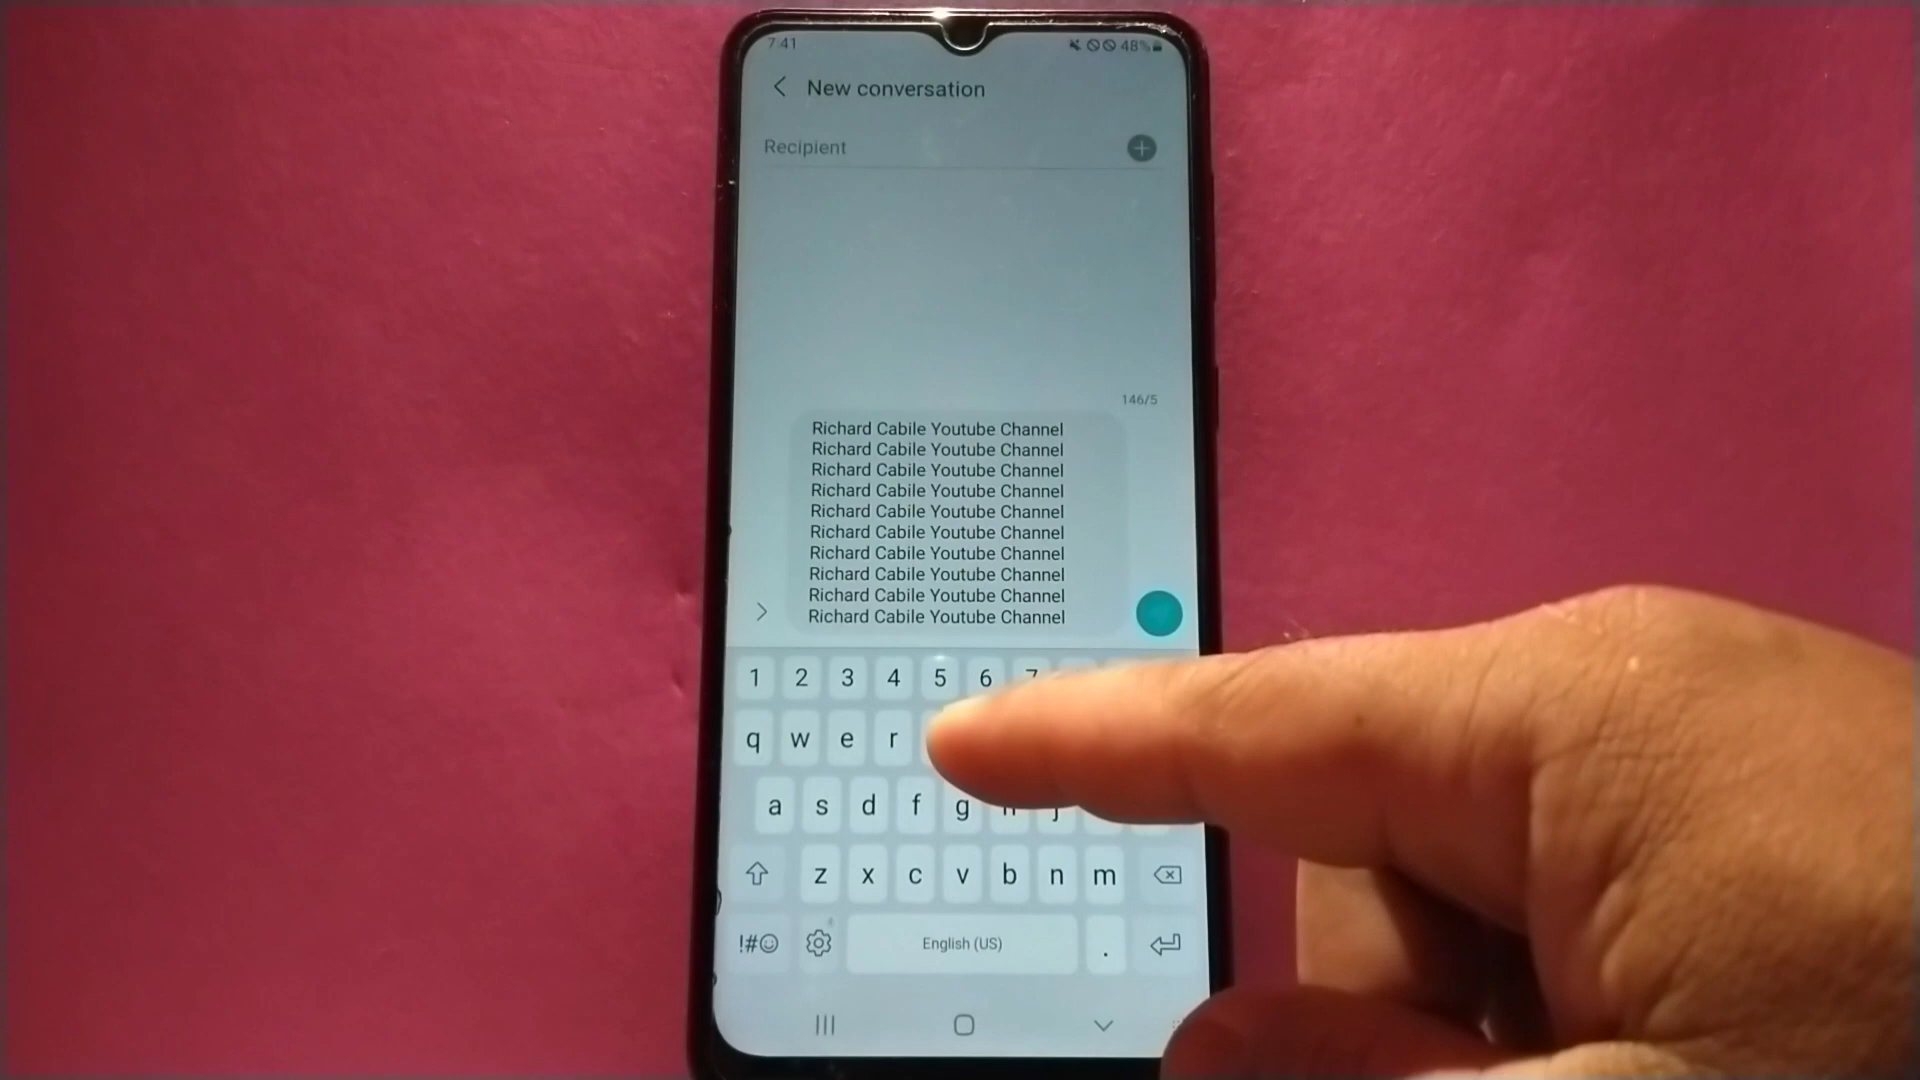 7:41
48%
New conversation
Recipient
146/5
Richard Cabile Youtube Channel
Richard Cabile Youtube Channel
Richard Cabile Youtube Channel
Richard Cabile Youtube Channel
Richard Cabile Youtube Channel
Richard Cabile Youtube Channel
Richard Cabile Youtube Channel
Richard Cabile Youtube Channel
Richard Cabile Youtube Channel
Richard Cabile Youtube Channel
1 2 3 4 5 6 7
q w e r
a s d f g h j
z x c v b n m
!#☺ English (US) .